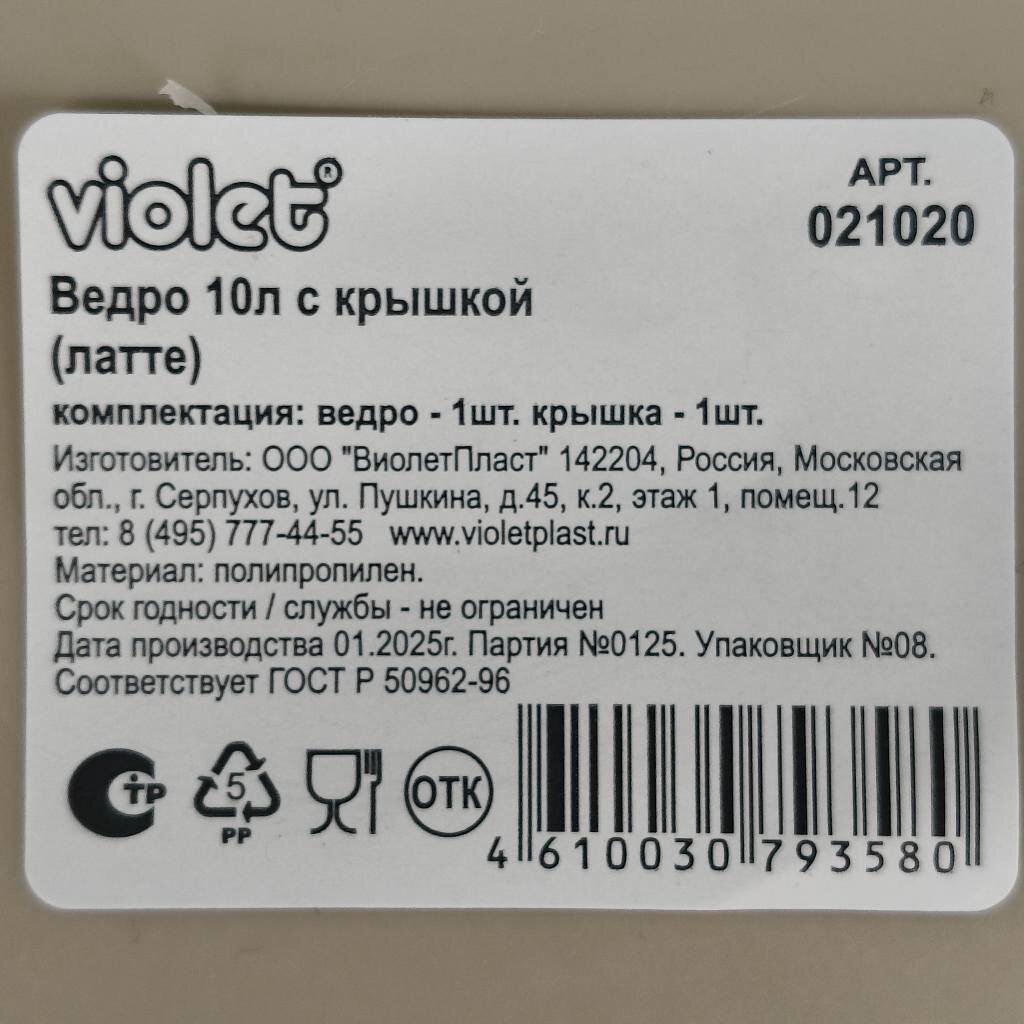 violet®
АРТ.
021020
Ведро 10л с крышкой
(латте)
комплектация: ведро - 1шт. крышка - 1шт.
Изготовитель: ООО "ВиолетПласт" 142204, Россия, Московская
обл., г. Серпухов, ул. Пушкина, д.45, к.2, этаж 1, помещ.12
тел: 8 (495) 777-44-55 www.violetplast.ru
Материал: полипропилен.
Срок годности / службы - не ограничен
Дата производства 01.2025г. Партия №0125. Упаковщик №08.
Соответствует ГОСТ Р 50962-96
СТР
5
PP
ОТК
4 610030 793580